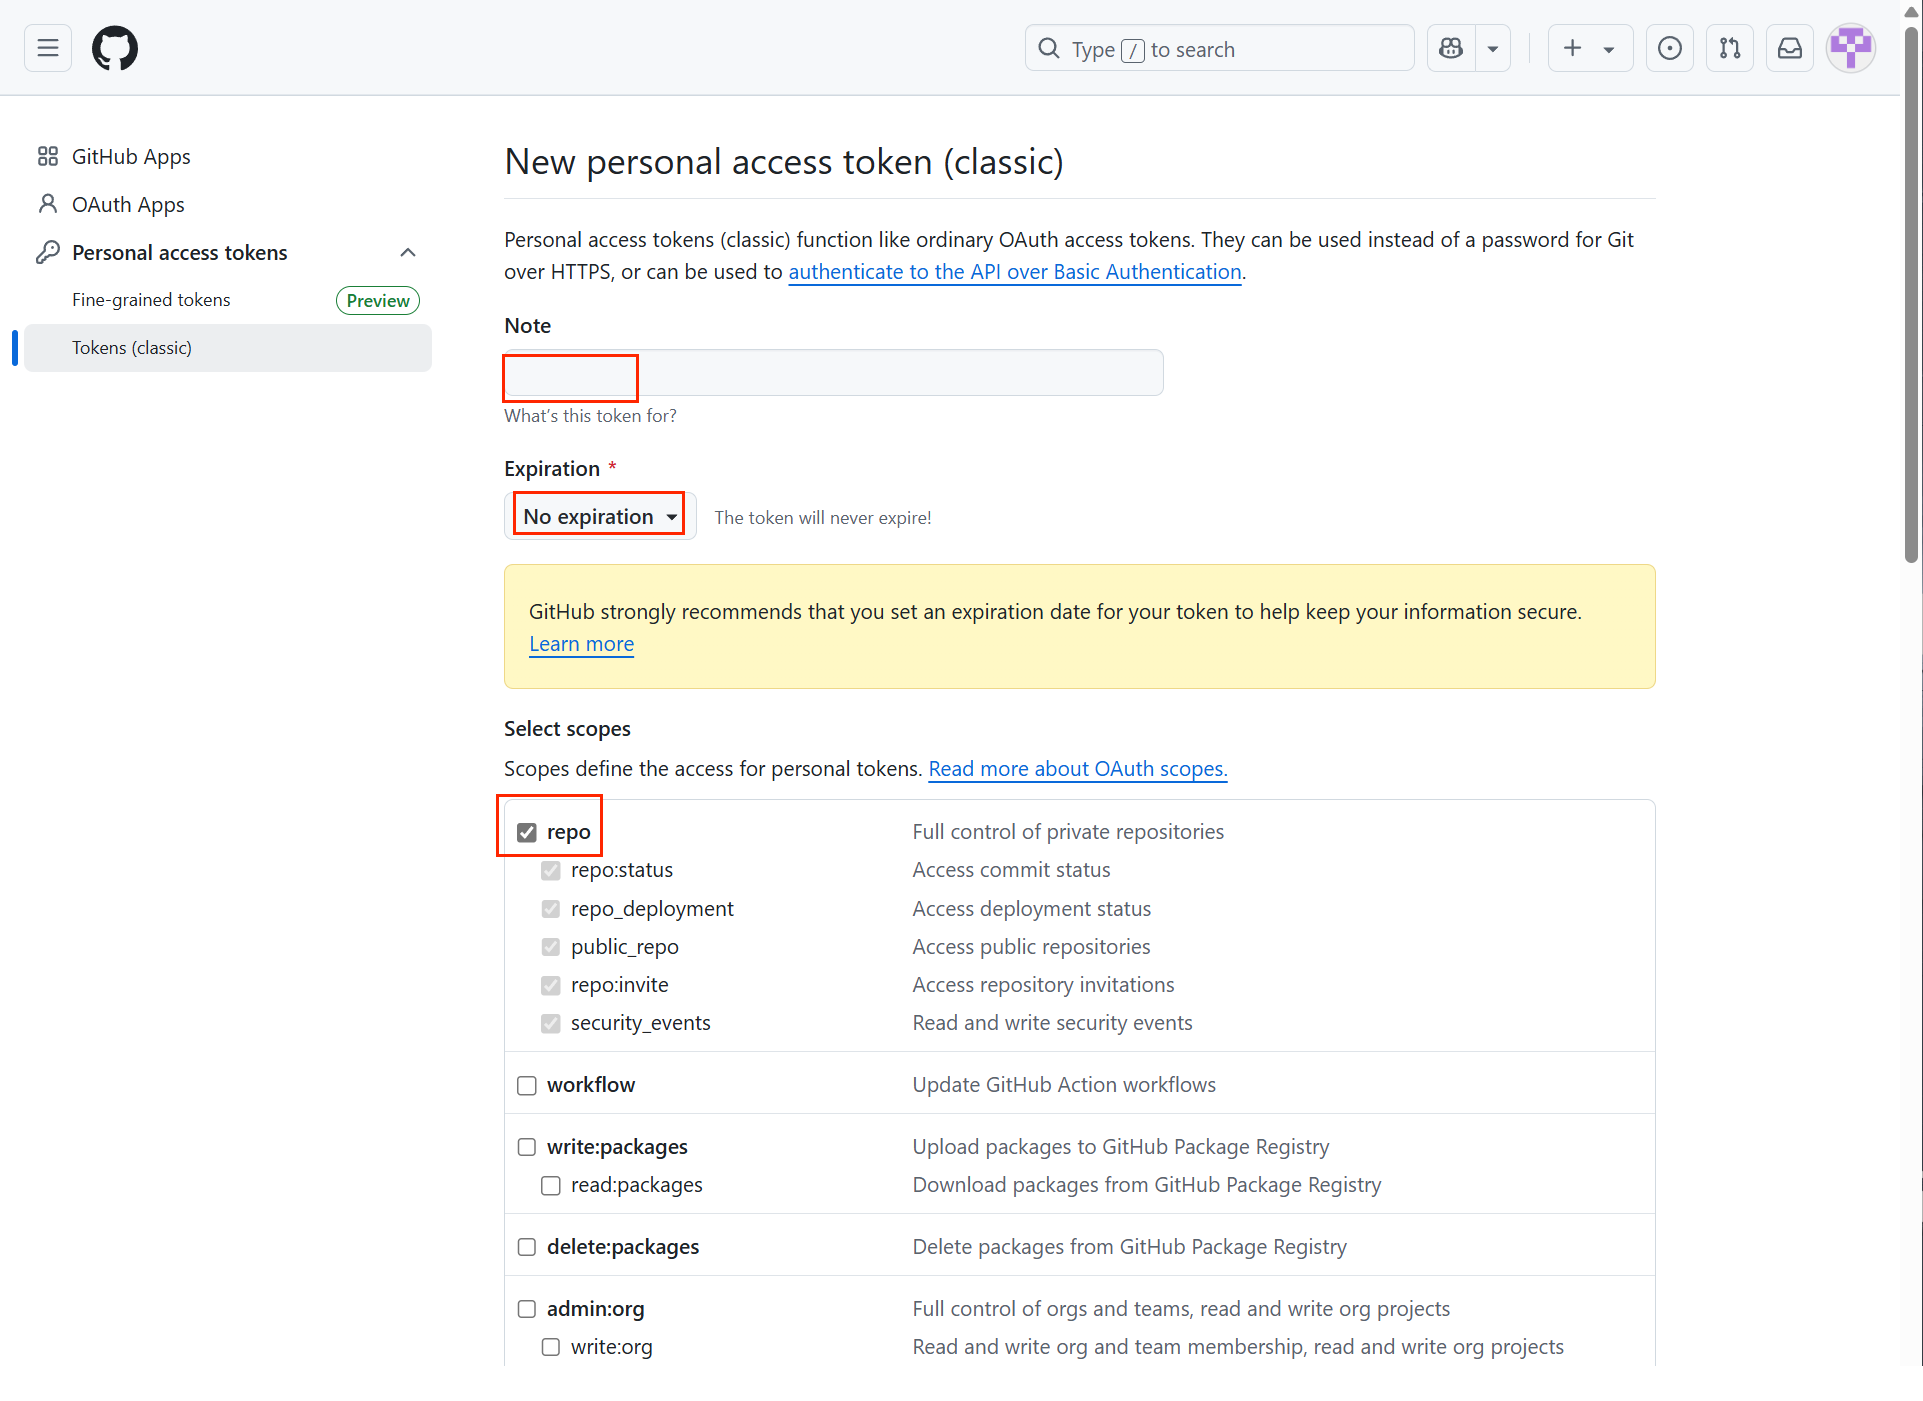 Type / to search
GitHub Apps
OAuth Apps
Personal access tokens
Fine-grained tokens Preview
Tokens (classic)
New personal access token (classic)
Personal access tokens (classic) function like ordinary OAuth access tokens. They can be used instead of a password for Git
over HTTPS, or can be used to authenticate to the API over Basic Authentication.
Note
What's this token for?
Expiration *
No expiration The token will never expire!
GitHub strongly recommends that you set an expiration date for your token to help keep your information secure.
Learn more
Select scopes
Scopes define the access for personal tokens. Read more about OAuth scopes.
repo Full control of private repositories
repo:status Access commit status
repo_deployment Access deployment status
public_repo Access public repositories
repo:invite Access repository invitations
security_events Read and write security events
workflow Update GitHub Action workflows
write:packages Upload packages to GitHub Package Registry
read:packages Download packages from GitHub Package Registry
delete:packages Delete packages from GitHub Package Registry
admin:org Full control of orgs and teams, read and write org projects
write:org Read and write org and team membership, read and write org projects